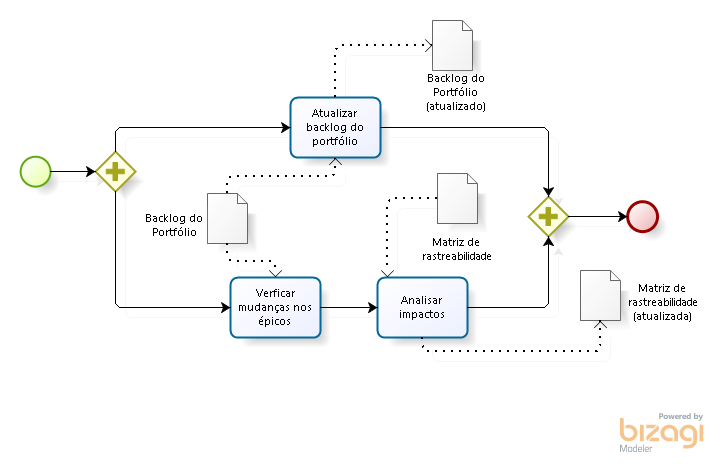 Backlog do
Portfólio
(atualizado)
Atualizar
backlog do
portfólio
Backlog do
Portfólio
Matriz de
rastreabilidade
Verficar
mudanças nos
épicos
Analisar
impactos
Matriz de
rastreabilidade
(atualizada)
Powered by
bizagi
Modeler